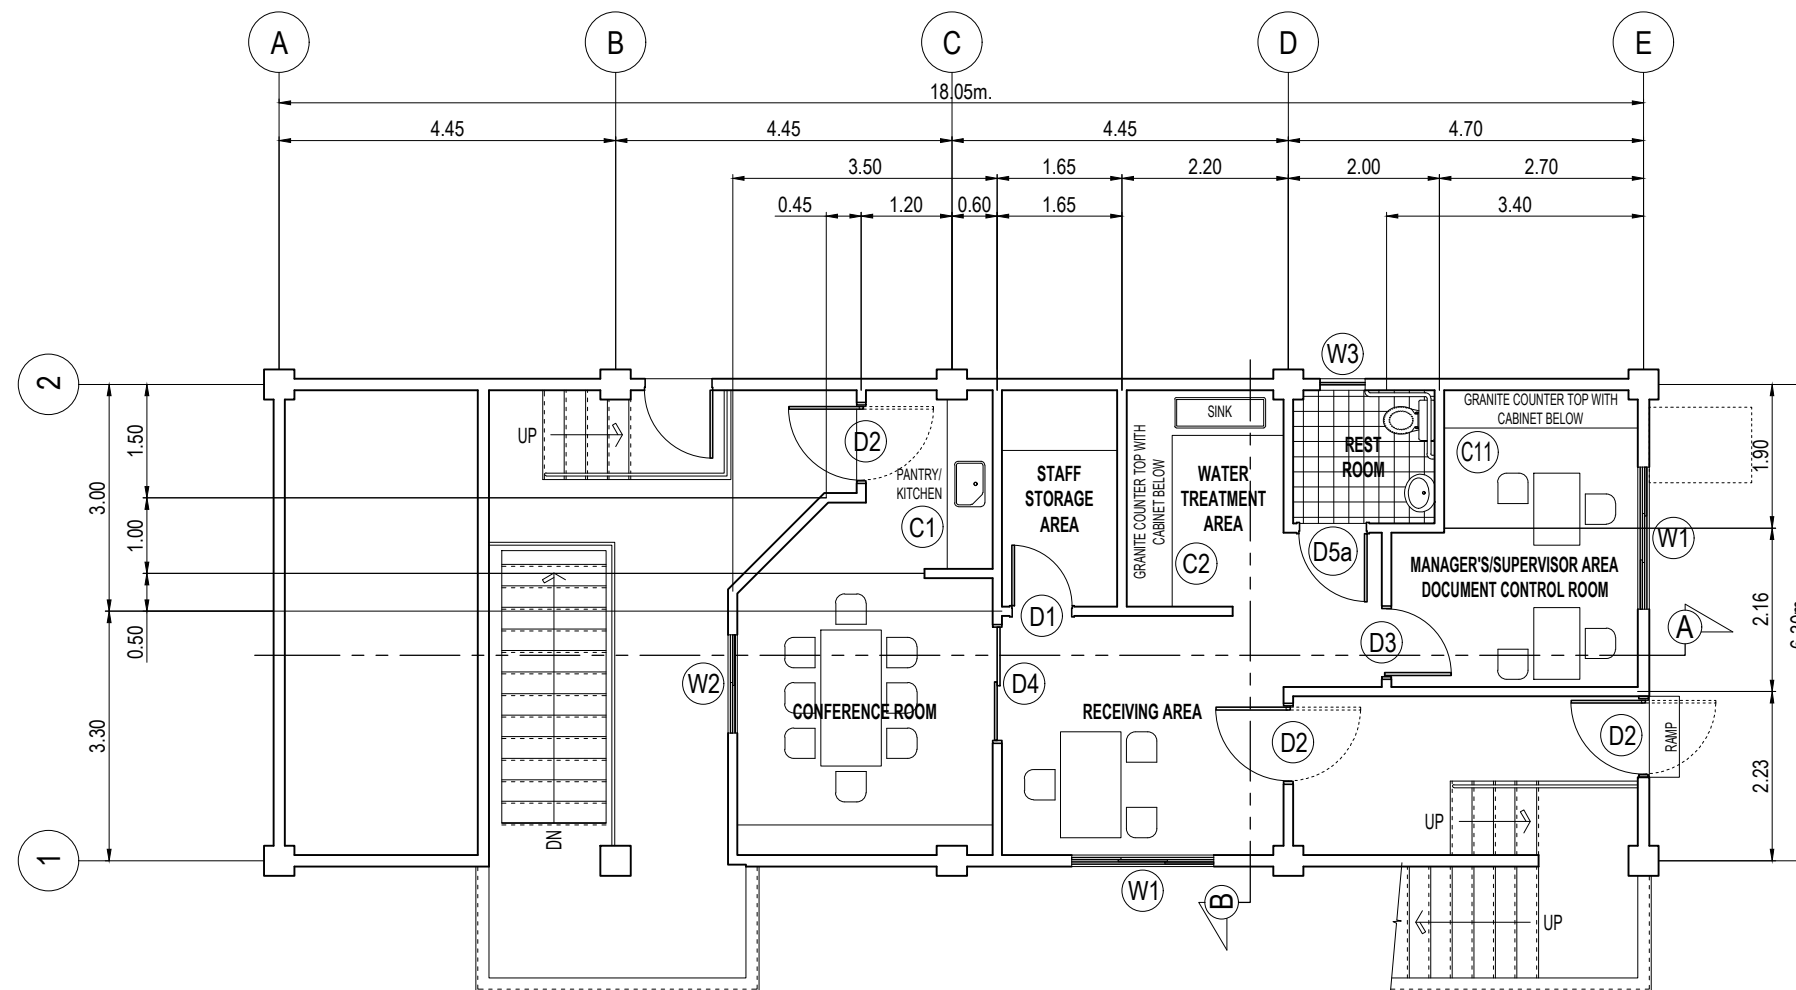 A
B
C
D
E
18.05m.
4.45
4.45
4.45
4.70
3.50
1.65
2.20
2.00
2.70
0.45
1.20
0.60
1.65
3.40
2
1
1.50
3.00
1.00
0.50
3.30
W3
SINK
GRANITE COUNTER TOP WITH
CABINET BELOW
UP
D2
REST
ROOM
C11
1.90
PANTRY/
KITCHEN
C1
STAFF
STORAGE
AREA
GRANITE COUNTER TOP WITH
CABINET BELOW
WATER
TREATMENT
AREA
C2
D5a
W1
MANAGER'S/SUPERVISOR AREA
DOCUMENT CONTROL ROOM
2.16
D1
D3
A
W2
D4
CONFERENCE ROOM
RECEIVING AREA
D2
D2
RAMP
2.23
DN
UP
W1
B
UP